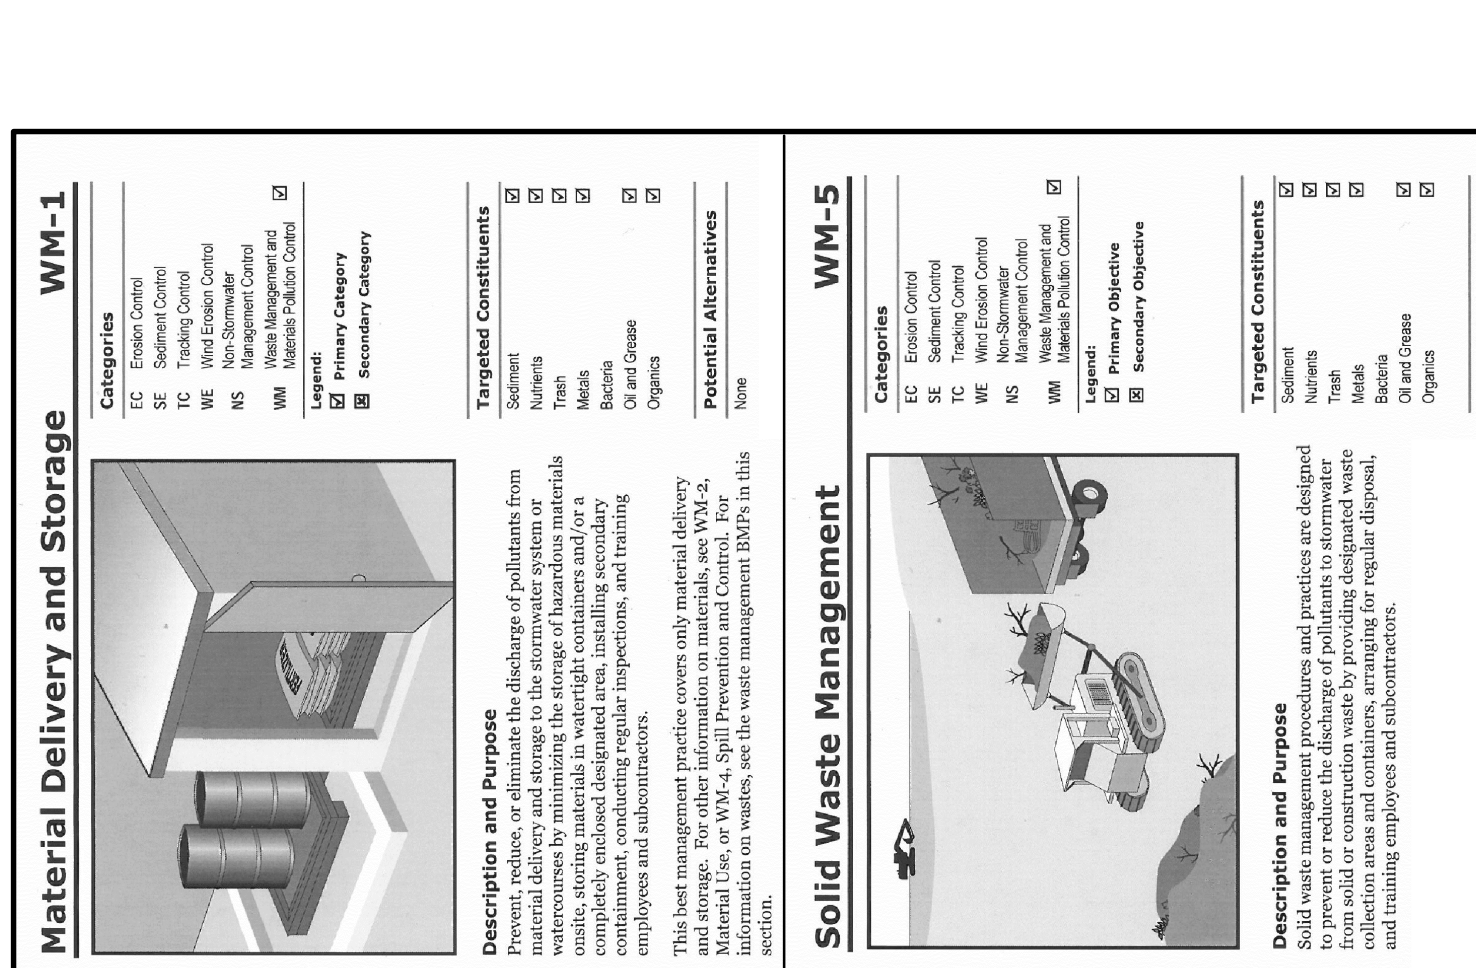 Material Delivery and Storage WM-1
Categories
EC Erosion Control
SE Sediment Control
TC Tracking Control
WE Wind Erosion Control
NS Non-Stormwater
Management Control
WM Waste Management and
Materials Pollution Control ☑
Legend:
☑ Primary Category
☒ Secondary Category
Targeted Constituents
Sediment ☑
Nutrients ☑
Trash ☑
Metals ☑
Bacteria
Oil and Grease ☑
Organics ☑
Potential Alternatives
None
FERTILIZER
Description and Purpose
Prevent, reduce, or eliminate the discharge of pollutants from
material delivery and storage to the stormwater system or
watercourses by minimizing the storage of hazardous materials
onsite, storing materials in watertight containers and/or a
completely enclosed designated area, installing secondary
containment, conducting regular inspections, and training
employees and subcontractors.
This best management practice covers only material delivery
and storage. For other information on materials, see WM-2,
Material Use, or WM-4, Spill Prevention and Control. For
information on wastes, see the waste management BMPs in this
section.
Solid Waste Management WM-5
Categories
EC Erosion Control
SE Sediment Control
TC Tracking Control
WE Wind Erosion Control
NS Non-Stormwater
Management Control
WM Waste Management and
Materials Pollution Control ☑
Legend:
☑ Primary Objective
☒ Secondary Objective
Targeted Constituents
Sediment ☑
Nutrients ☑
Trash ☑
Metals ☑
Bacteria
Oil and Grease ☑
Organics ☑
Description and Purpose
Solid waste management procedures and practices are designed
to prevent or reduce the discharge of pollutants to stormwater
from solid or construction waste by providing designated waste
collection areas and containers, arranging for regular disposal,
and training employees and subcontractors.